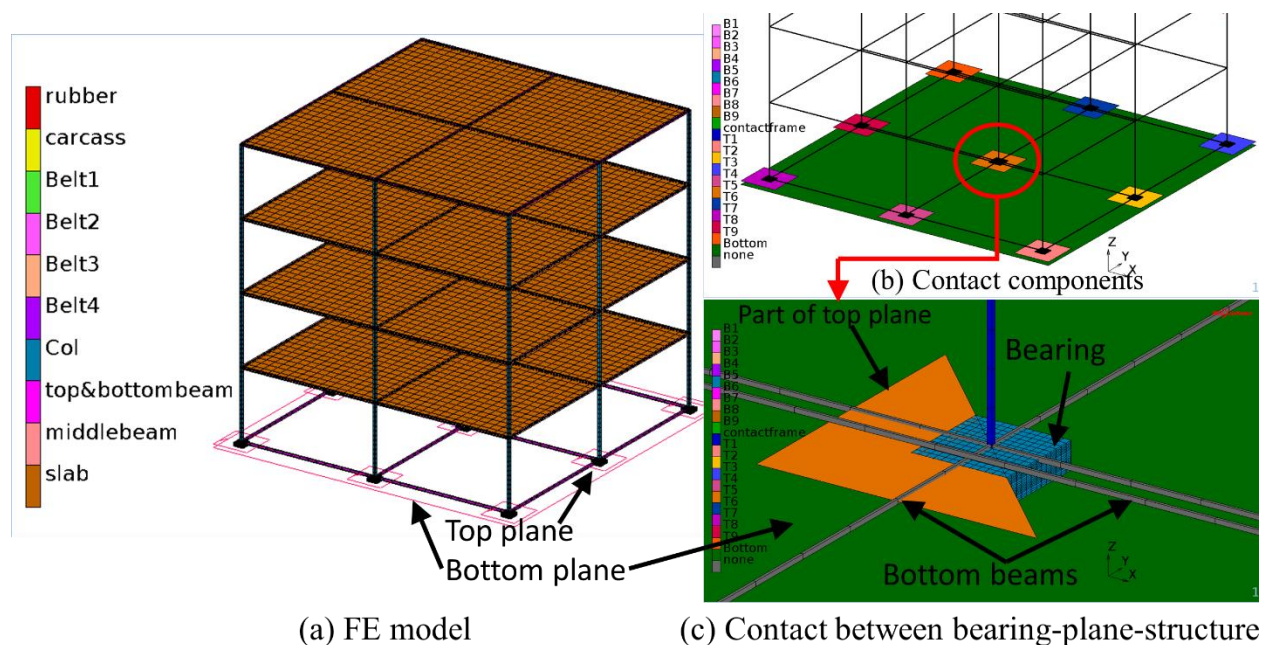 rubber
carcass
Belt1
Belt2
Belt3
Belt4
Col
top&bottombeam
middlebeam
slab
Top plane
Bottom plane
(a) FE model
B1
B2
B3
B4
B5
B6
B7
B8
B9
contactframe
T1
T2
T3
T4
T5
T6
T7
T8
T9
Bottom
none
Z
Y
X
(b) Contact components
1
Part of top plane
Bearing
B1
B2
B3
B4
B5
B6
B7
B8
B9
contactframe
T1
T2
T3
T4
T5
T6
T7
T8
T9
Bottom
none
Bottom beams
Z
Y
X
1
(c) Contact between bearing-plane-structure